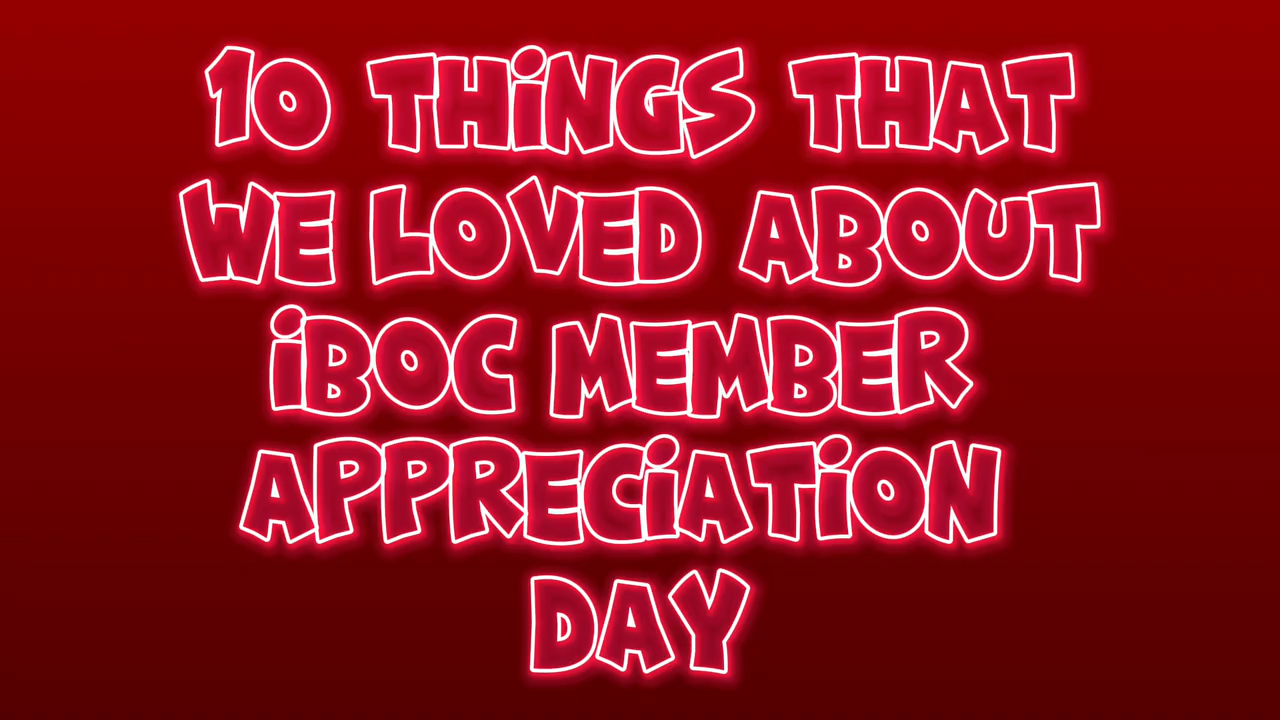 10 THiNGS THAT
WE LOVED ABOUT
iBOC MEMBER
APPRECiATiON
DAY